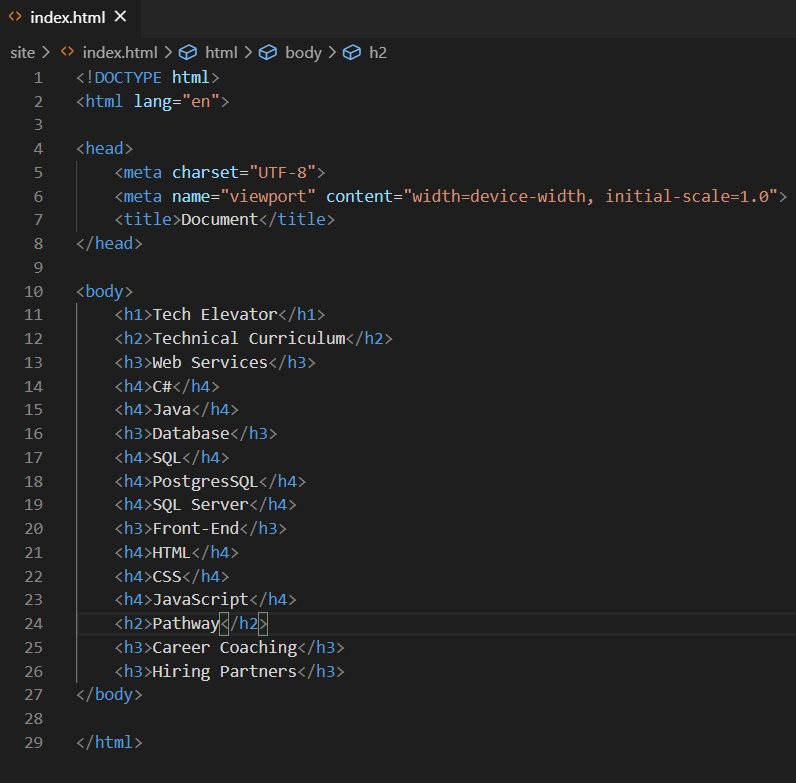 index.html
site > index.html > html > body > h2
1 <!DOCTYPE html>
2 <html lang="en">
3
4 <head>
5     <meta charset="UTF-8">
6     <meta name="viewport" content="width=device-width, initial-scale=1.0">
7     <title>Document</title>
8 </head>
9
10 <body>
11     <h1>Tech Elevator</h1>
12     <h2>Technical Curriculum</h2>
13     <h3>Web Services</h3>
14     <h4>C#</h4>
15     <h4>Java</h4>
16     <h3>Database</h3>
17     <h4>SQL</h4>
18     <h4>PostgresSQL</h4>
19     <h4>SQL Server</h4>
20     <h3>Front-End</h3>
21     <h4>HTML</h4>
22     <h4>CSS</h4>
23     <h4>JavaScript</h4>
24     <h2>Pathway</h2>
25     <h3>Career Coaching</h3>
26     <h3>Hiring Partners</h3>
27 </body>
28
29 </html>